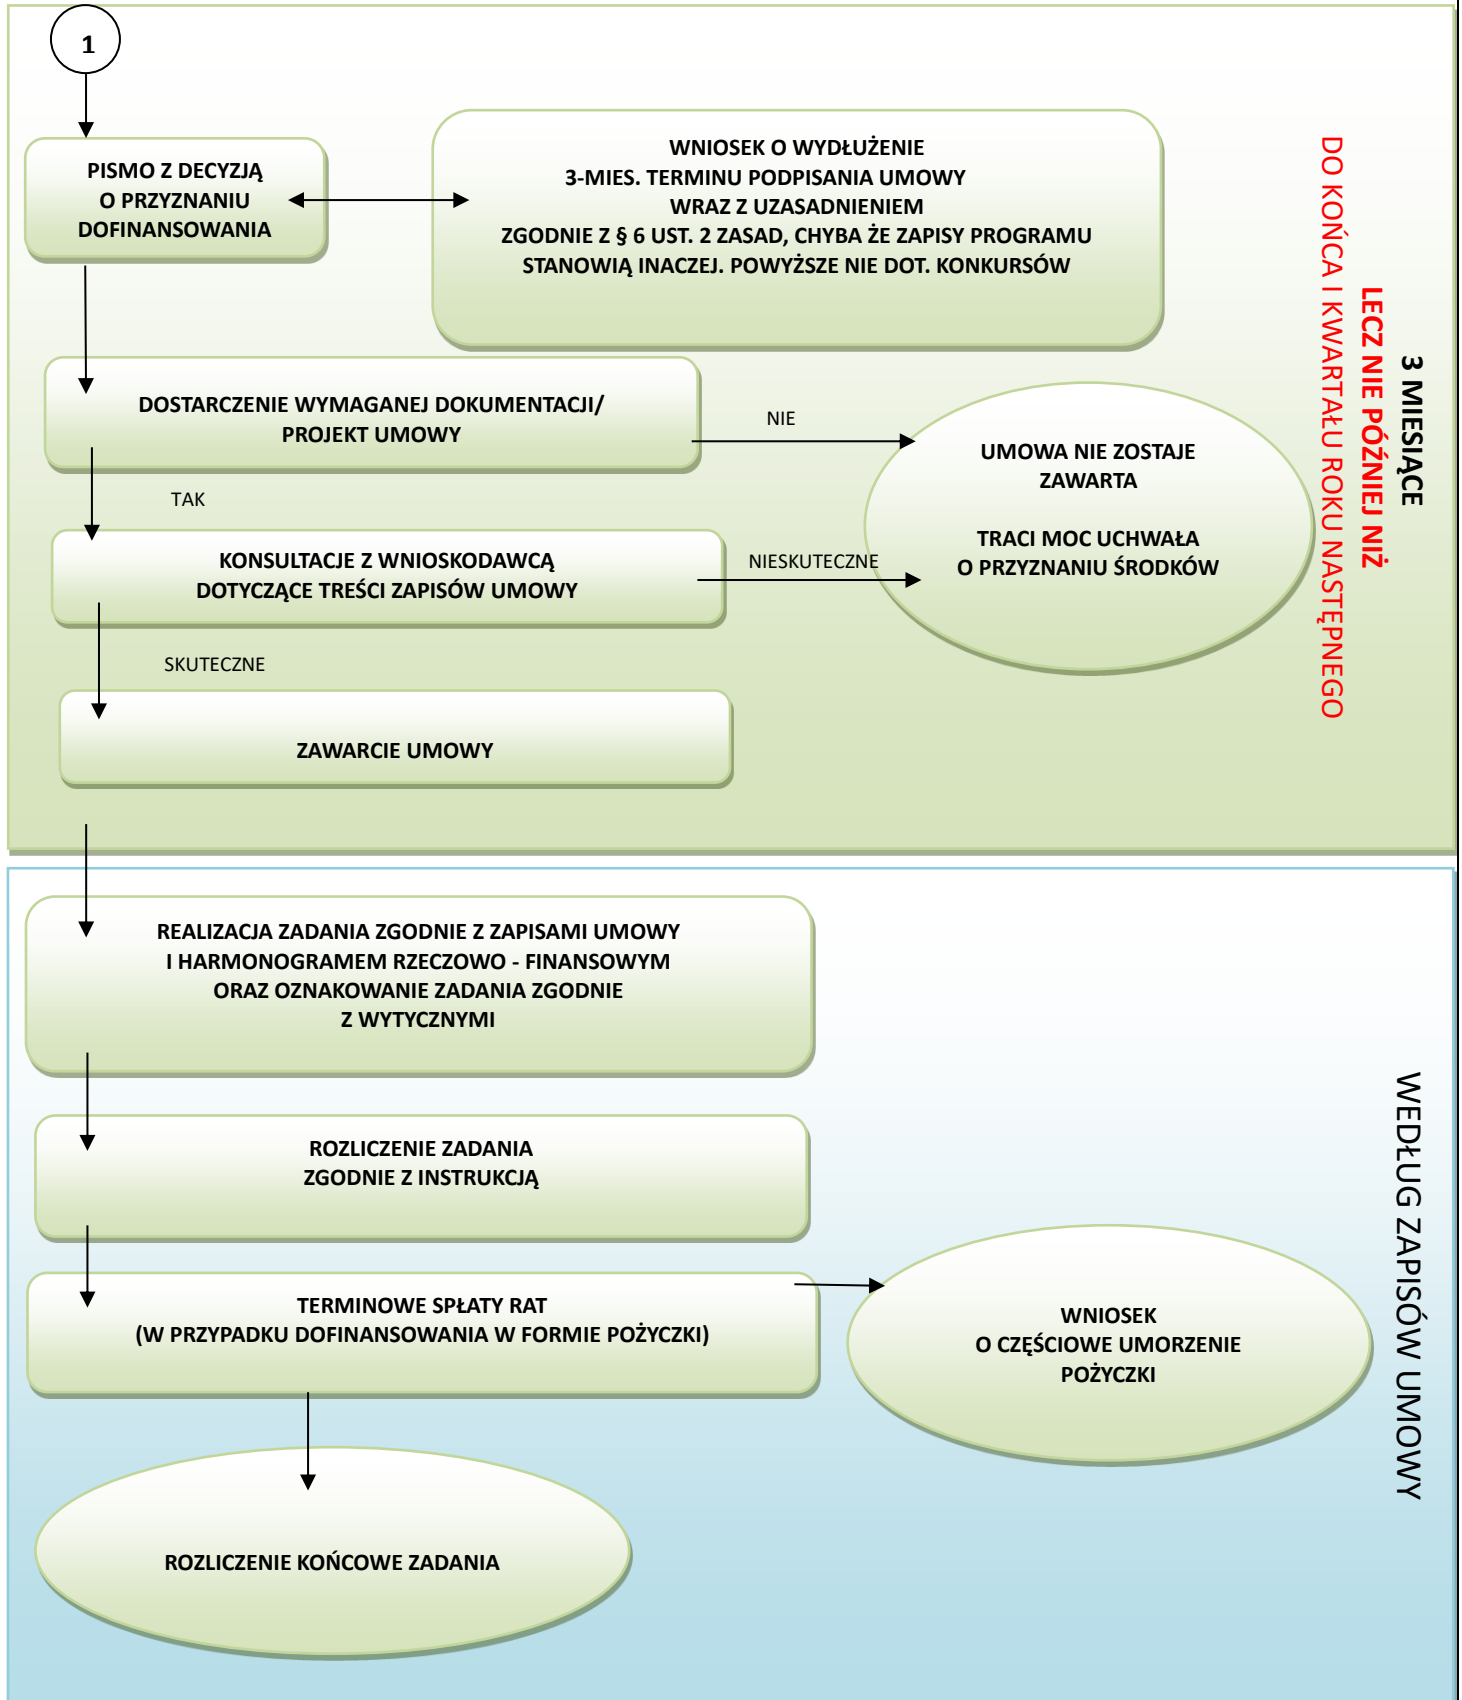 1
PISMO Z DECYZJĄ
O PRZYZNANIU
DOFINANSOWANIA
WNIOSEK O WYDŁUŻENIE
3-MIES. TERMINU PODPISANIA UMOWY
WRAZ Z UZASADNIENIEM
ZGODNIE Z § 6 UST. 2 ZASAD, CHYBA ŻE ZAPISY PROGRAMU
STANOWIĄ INACZEJ. POWYŻSZE NIE DOT. KONKURSÓW
3 MIESIĄCE
LECZ NIE PÓŹNIEJ NIŻ
DO KOŃCA I KWARTAŁU ROKU NASTĘPNEGO
DOSTARCZENIE WYMAGANEJ DOKUMENTACJI/
PROJEKT UMOWY
NIE
UMOWA NIE ZOSTAJE
ZAWARTA
TRACI MOC UCHWAŁA
O PRZYZNANIU ŚRODKÓW
TAK
KONSULTACJE Z WNIOSKODAWCĄ
DOTYCZĄCE TREŚCI ZAPISÓW UMOWY
NIESKUTECZNE
SKUTECZNE
ZAWARCIE UMOWY
REALIZACJA ZADANIA ZGODNIE Z ZAPISAMI UMOWY
I HARMONOGRAMEM RZECZOWO - FINANSOWYM
ORAZ OZNAKOWANIE ZADANIA ZGODNIE
Z WYTYCZNYMI
WEDŁUG ZAPISÓW UMOWY
ROZLICZENIE ZADANIA
ZGODNIE Z INSTRUKCJĄ
TERMINOWE SPŁATY RAT
(W PRZYPADKU DOFINANSOWANIA W FORMIE POŻYCZKI)
WNIOSEK
O CZĘŚCIOWE UMORZENIE
POŻYCZKI
ROZLICZENIE KOŃCOWE ZADANIA